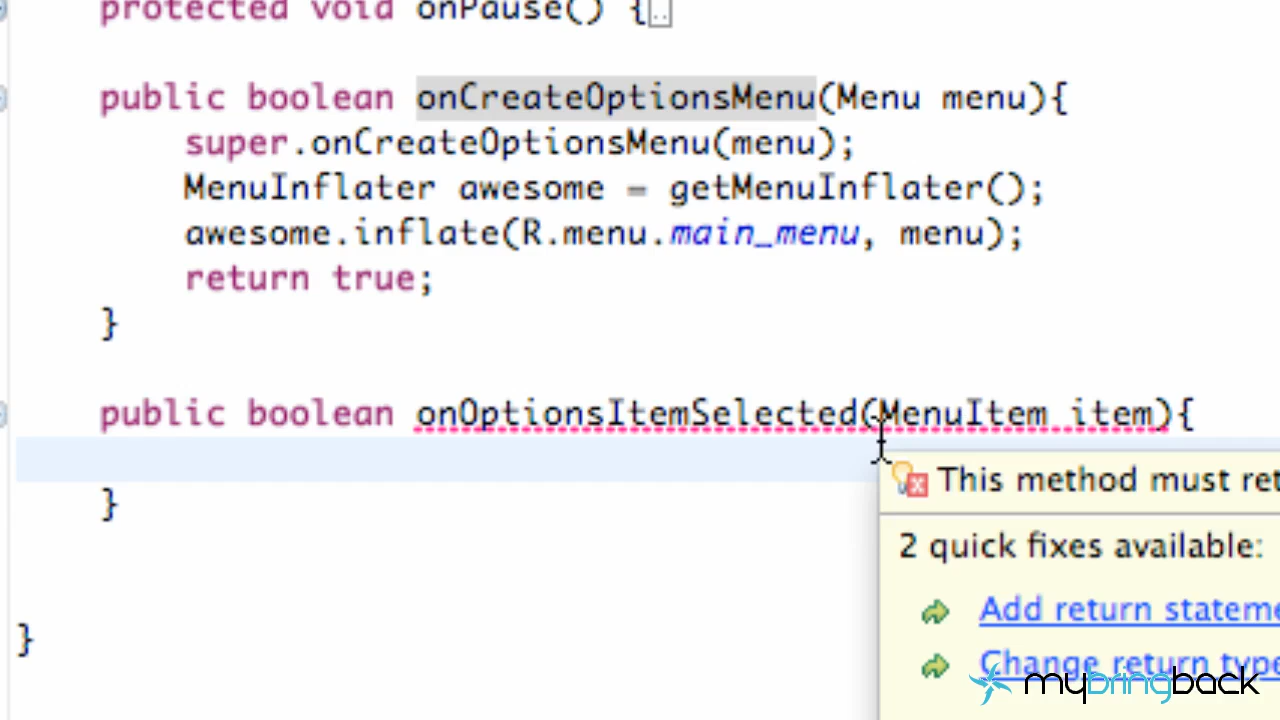 protected void onPause() {..
public boolean onCreateOptionsMenu(Menu menu){
super.onCreateOptionsMenu(menu);
MenuInflater awesome = getMenuInflater();
awesome.inflate(R.menu.main_menu, menu);
return true;
}
public boolean onOptionsItemSelected(MenuItem item){
This method must ret
}
2 quick fixes available:
Add return stateme
}
Change return type
mybringback